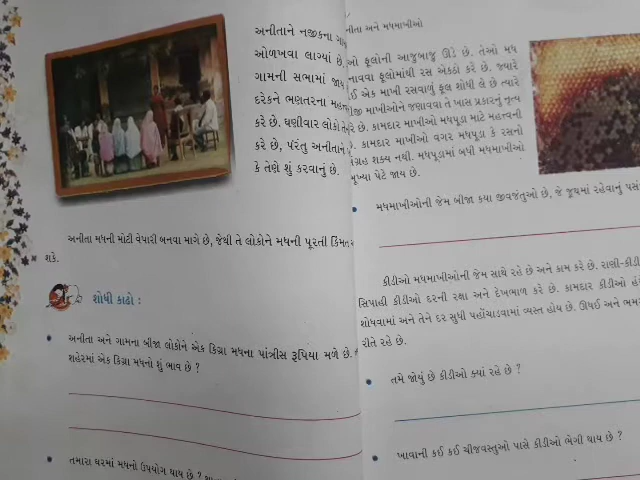 અનીતાને નજીકના
ઓળખવા લાગ્યાં છે.
ગામની સભામાં જાય
દરેકને ભણતરના
કરે છે. ઘણીવાર લોકો
કરે છે, પરંતુ અનીતાને
કે તેણે શું કરવાનું છે.
અનીતા મધની મોટી વેપારી બનવા માગે છે, જેથી તે લોકોને મધની પૂરતી કિંમત
શકે.
શોધી કાઢો :
અનીતા અને ગામના બીજા લોકોને એક કિગ્રા મધના પાંત્રીસ રૂપિયા મળે છે.
શહેરમાં એક કિગ્રા મધનો શું ભાવ છે ?
તમારા ઘરમાં મધનો ઉપયોગ થાય છે ?
અને મધમાખીઓ
ફૂલોની આજુબાજુ ઊડે છે. તેઓ મધ
બનાવવા ફૂલોમાંથી રસ એકઠો કરે છે. જ્યારે
એક માખી રસવાળું ફૂલ શોધી લે છે ત્યારે
માખીઓને જણાવવા તે ખાસ પ્રકારનું નૃત્ય
કરે છે. કામદાર માખીઓ મધપૂડા માટે મહત્વની
કામદાર માખીઓ વગર મધપૂડા કે રસનો
સંગ્રહ શક્ય નથી. મધપૂડામાં બધી મધમાખીઓ
ભૂખ્યા પેટે જાય છે.
મધમાખીઓની જેમ બીજા કયા જીવજંતુઓ છે, જે જૂથમાં રહેવાનું પસં
કીડીઓ મધમાખીઓની જેમ સાથે રહે છે અને કામ કરે છે. રાણી-કીડી
સિપાહી કીડીઓ દરની રક્ષા અને દેખભાળ કરે છે. કામદાર કીડીઓ
શોધવામાં અને તેને દર સુધી પહોંચાડવામાં વ્યસ્ત હોય છે. ઊધઈ અને ભમ
રીતે રહે છે.
તમે જોયું છે કીડીઓ ક્યાં રહે છે ?
ખાવાની કઈ કઈ ચીજવસ્તુઓ પાસે કીડીઓ ભેગી થાય છે ?